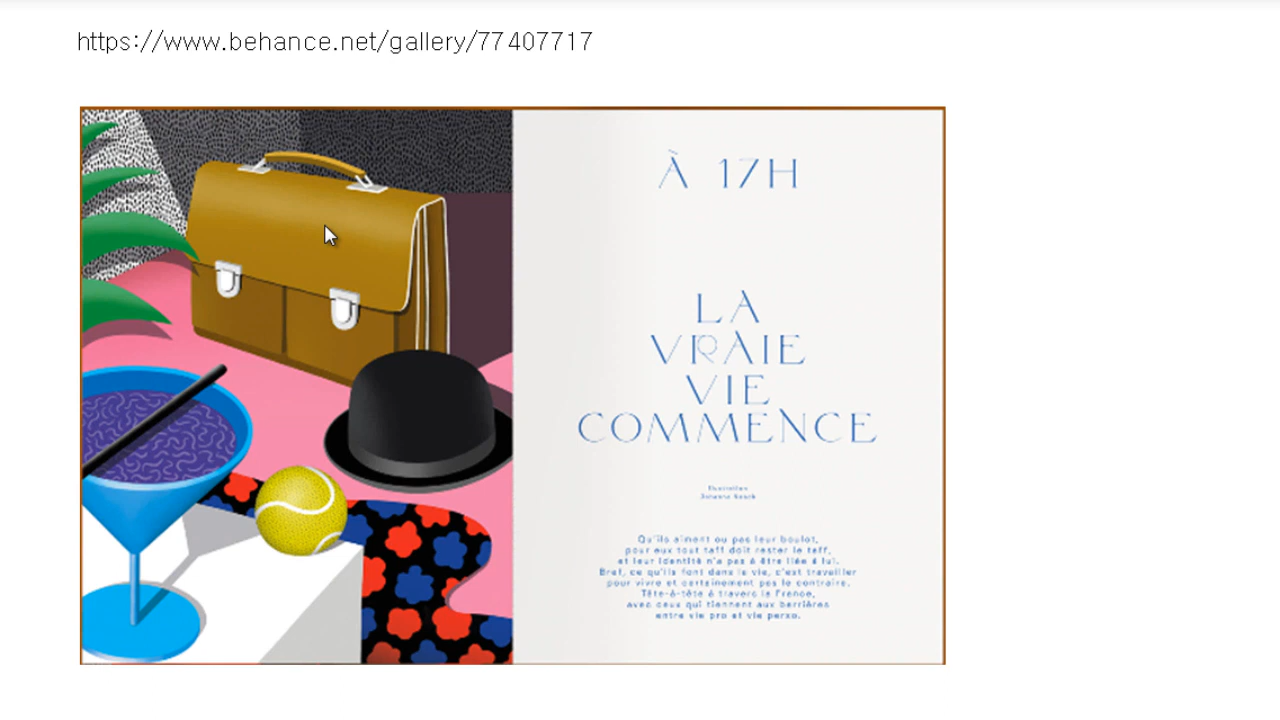 https://www.behance.net/gallery/77407717
À 17H
LA
VRAIE
VIE
COMMENCE
Illustration
Qu'ils aiment ou pas leur boulot,
pour eux tout taff doit rester le taff,
et leur identité n'a pas à être liée à lui.
Bref, ce qu'ils font dans la vie, c'est travailler
pour vivre et certainement pas le contraire.
Tête-à-tête à travers la France,
avec ceux qui tiennent aux barrières
entre vie pro et vie perso.